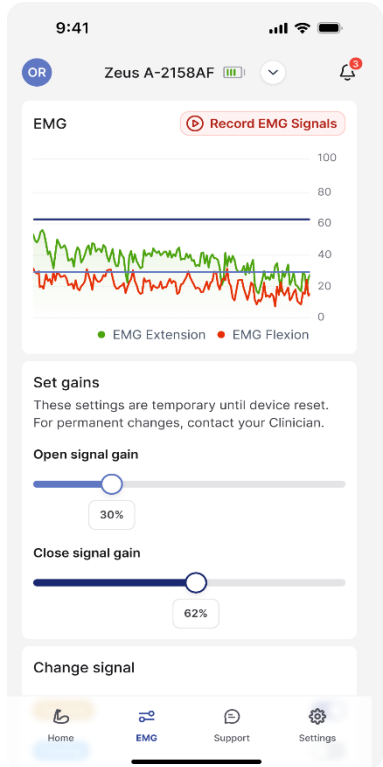 9:41
OR
Zeus A-2158AF
3
EMG
Record EMG Signals
100
80
60
40
20
0
EMG Extension
EMG Flexion
Set gains
These settings are temporary until device reset.
For permanent changes, contact your Clinician.
Open signal gain
30%
Close signal gain
62%
Change signal
Home
EMG
Support
Settings